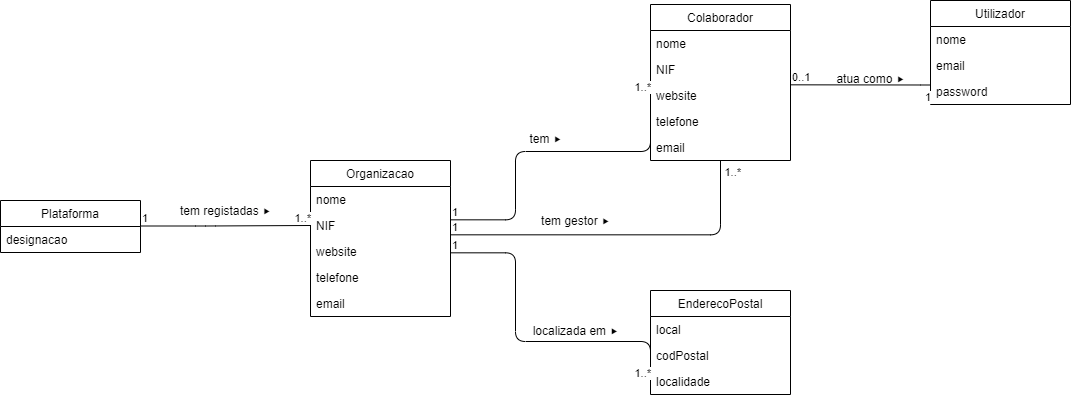 Plataforma
designacao
1
tem registadas ►
1..*
Organizacao
nome
NIF
website
telefone
email
1
tem ►
1..*
1
tem gestor ►
1..*
1
localizada em ►
1..*
Colaborador
nome
NIF
website
telefone
email
0..1
atua como ►
1
Utilizador
nome
email
password
EnderecoPostal
local
codPostal
localidade